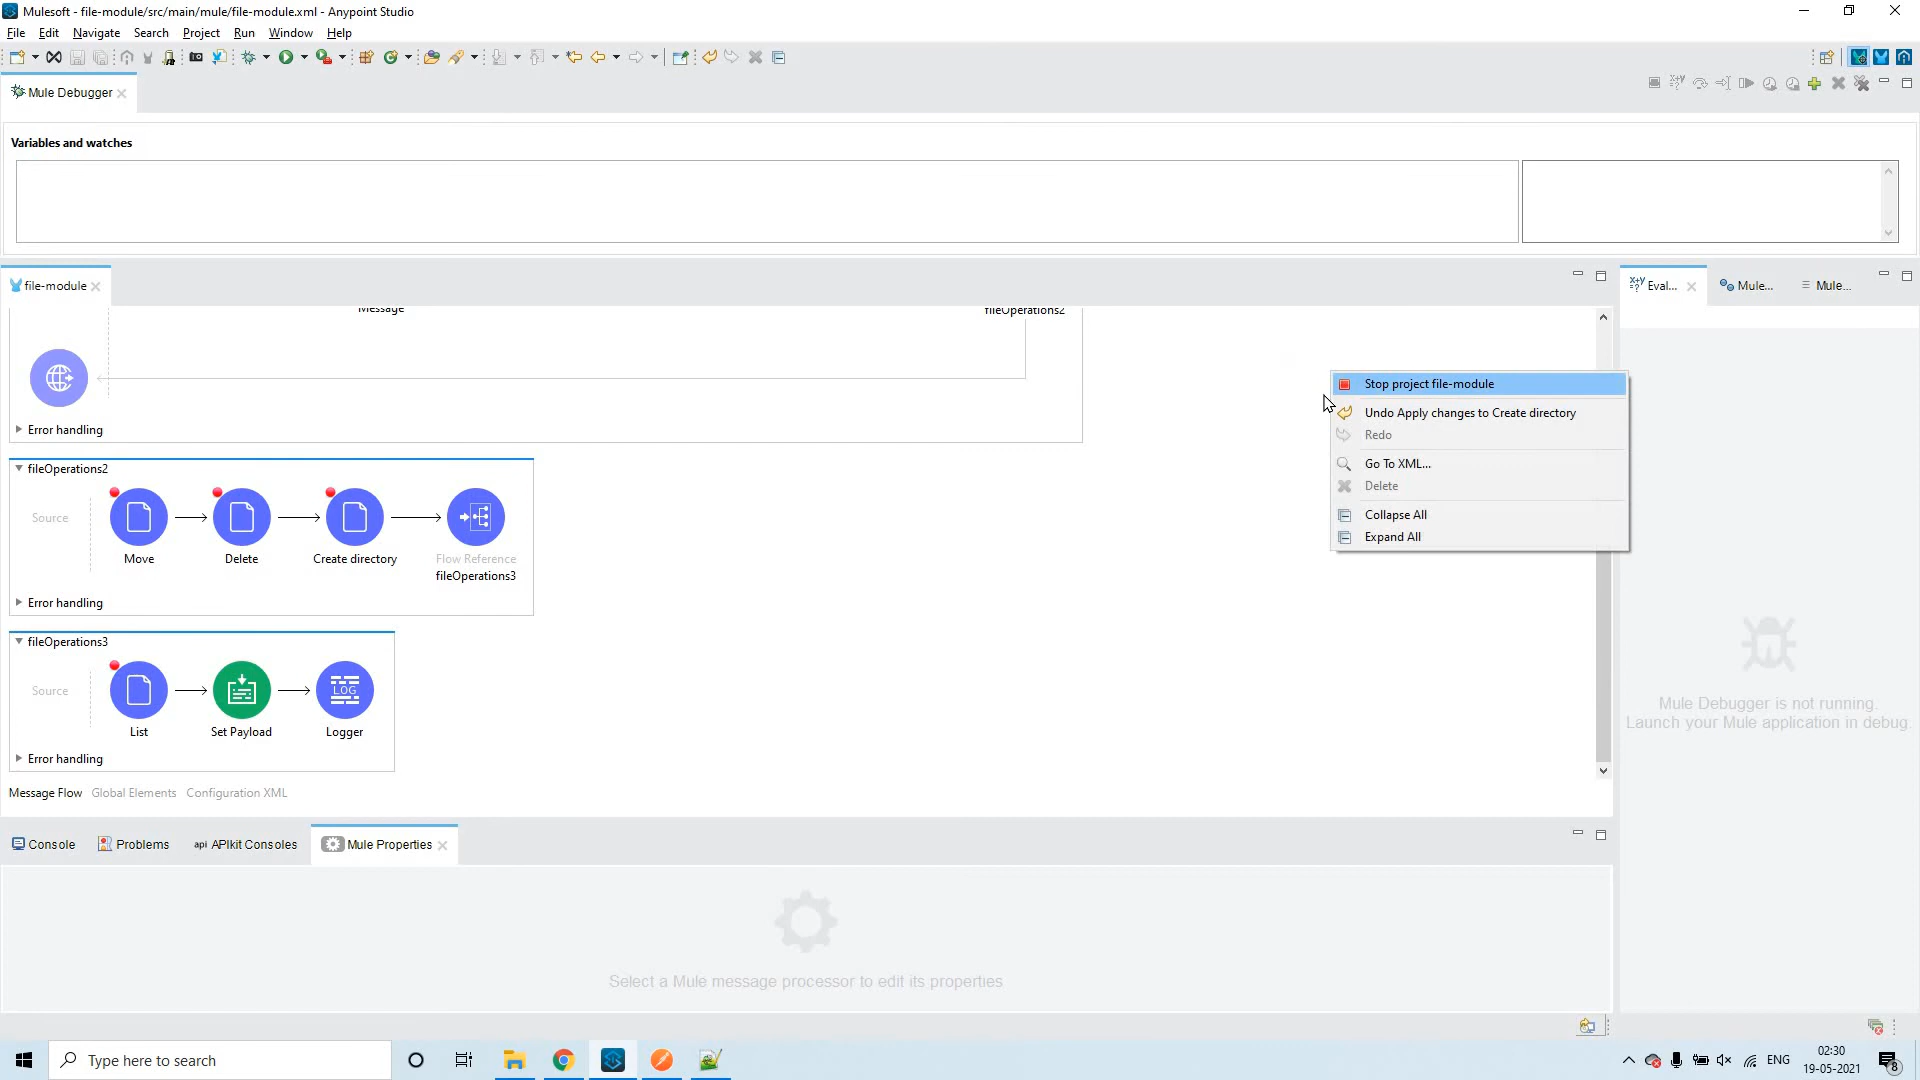 Mulesoft - file-module/src/main/mule/file-module.xml - Anypoint Studio
File Edit Navigate Search Project Run Window Help
Mule Debugger
Variables and watches
file-module
Eval... Mule... Mule...
Message
fileOperations2
Error handling
fileOperations2
Source
Move
Delete
Create directory
Flow Reference
fileOperations3
Error handling
fileOperations3
Source
LOG
List
Set Payload
Logger
Error handling
Message Flow Global Elements Configuration XML
Stop project file-module
Undo Apply changes to Create directory
Redo
Go To XML...
Delete
Collapse All
Expand All
Mule Debugger is not running.
Launch your Mule application in debug.
Console Problems api APIkit Consoles Mule Properties
Select a Mule message processor to edit its properties
Type here to search
ENG
02:30
19-05-2021
8